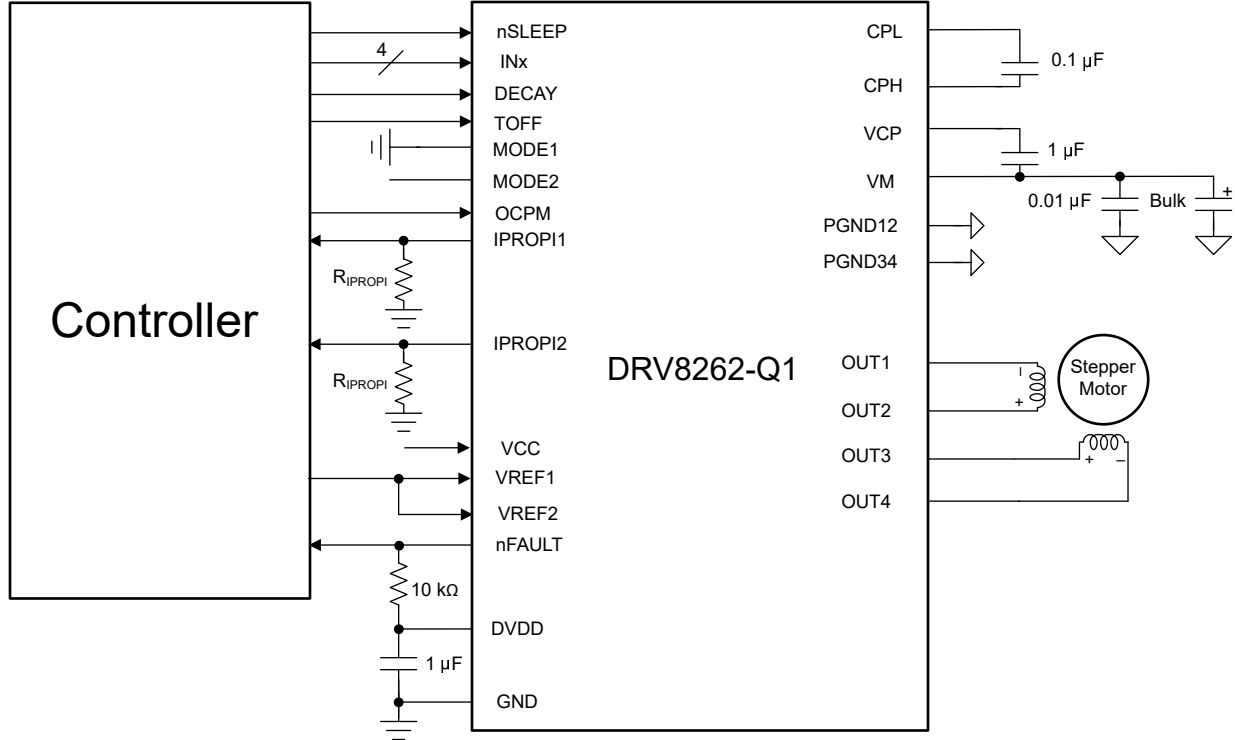 Controller
4
nSLEEP
INx
DECAY
TOFF
MODE1
MODE2
OCPM
IPROPI1
RIPROPI
IPROPI2
RIPROPI
VCC
VREF1
VREF2
nFAULT
10 kΩ
DVDD
1 µF
GND
DRV8262-Q1
CPL
0.1 µF
CPH
VCP
1 µF
VM
0.01 µF
Bulk
+
PGND12
PGND34
OUT1
–
Stepper
Motor
+
OUT2
OUT3
+
–
OUT4